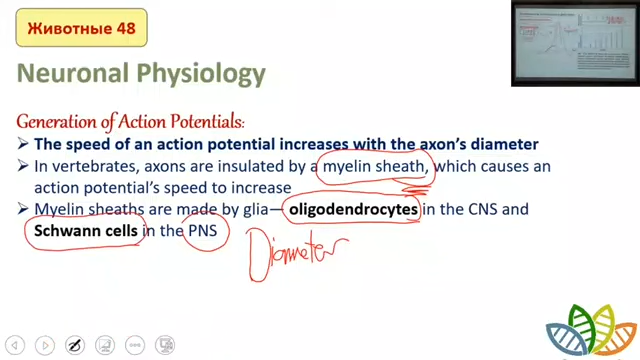 Животные 48
Neuronal Physiology
Generation of Action Potentials:
➤ The speed of an action potential increases with the axon's diameter
➤ In vertebrates, axons are insulated by a myelin sheath, which causes an
action potential's speed to increase
➤ Myelin sheaths are made by glia—oligodendrocytes in the CNS and
Schwann cells in the PNS
Diameter